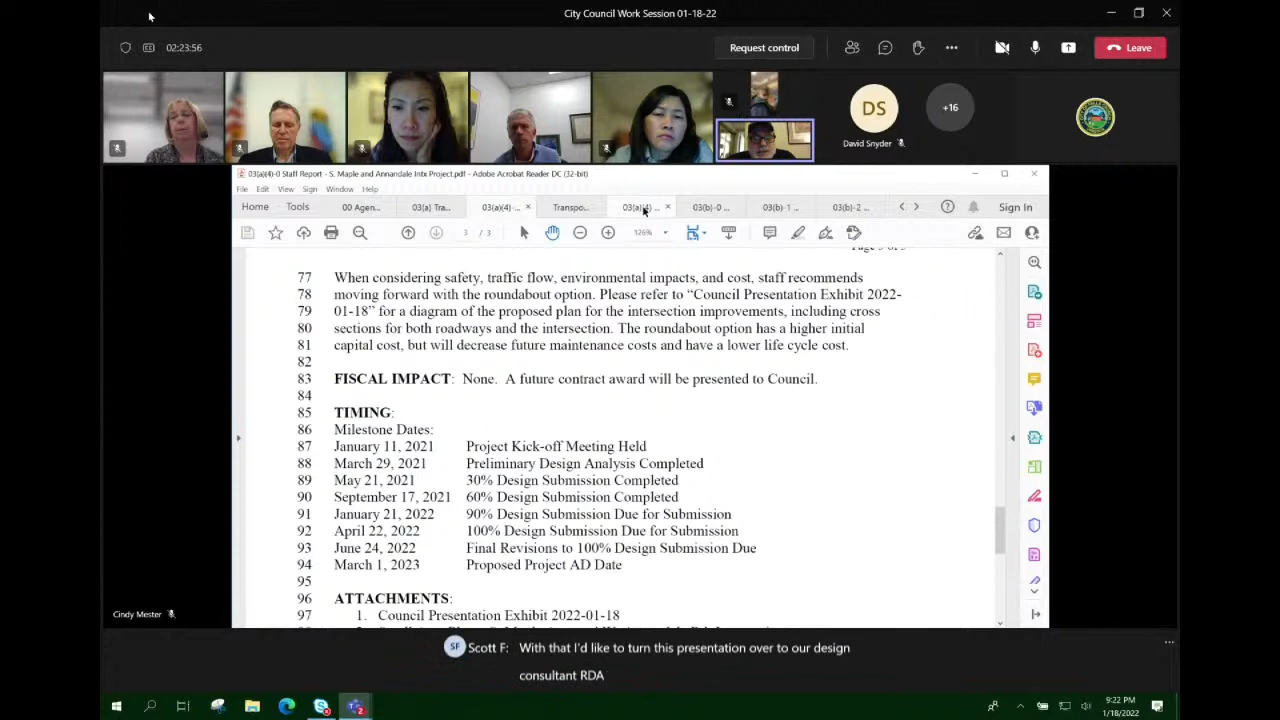 City Council Work Session 01-18-22
02:23:56
Request control
Leave
DS
David Snyder
+16
03(a)(4)-0 Staff Report - S. Maple and Annandale Intx Project.pdf - Adobe Acrobat Reader DC (32-bit)
File Edit View Sign Window Help
Home Tools 00 Agen... 03(a) Tra... 03(a)(4)-... Transpo... 03(a)(4) ... 03(b)-0 ... 03(b)-1 ... 03(b)-2 ... Sign In
3 / 3 126%
77 When considering safety, traffic flow, environmental impacts, and cost, staff recommends
78 moving forward with the roundabout option. Please refer to “Council Presentation Exhibit 2022-
79 01-18” for a diagram of the proposed plan for the intersection improvements, including cross
80 sections for both roadways and the intersection. The roundabout option has a higher initial
81 capital cost, but will decrease future maintenance costs and have a lower life cycle cost.
82
83 FISCAL IMPACT: None. A future contract award will be presented to Council.
84
85 TIMING:
86 Milestone Dates:
87 January 11, 2021 Project Kick-off Meeting Held
88 March 29, 2021 Preliminary Design Analysis Completed
89 May 21, 2021 30% Design Submission Completed
90 September 17, 2021 60% Design Submission Completed
91 January 21, 2022 90% Design Submission Due for Submission
92 April 22, 2022 100% Design Submission Due for Submission
93 June 24, 2022 Final Revisions to 100% Design Submission Due
94 March 1, 2023 Proposed Project AD Date
95
96 ATTACHMENTS:
97 1. Council Presentation Exhibit 2022-01-18
Cindy Mester
SF Scott F: With that I'd like to turn this presentation over to our design
consultant RDA
9:22 PM
1/18/2022